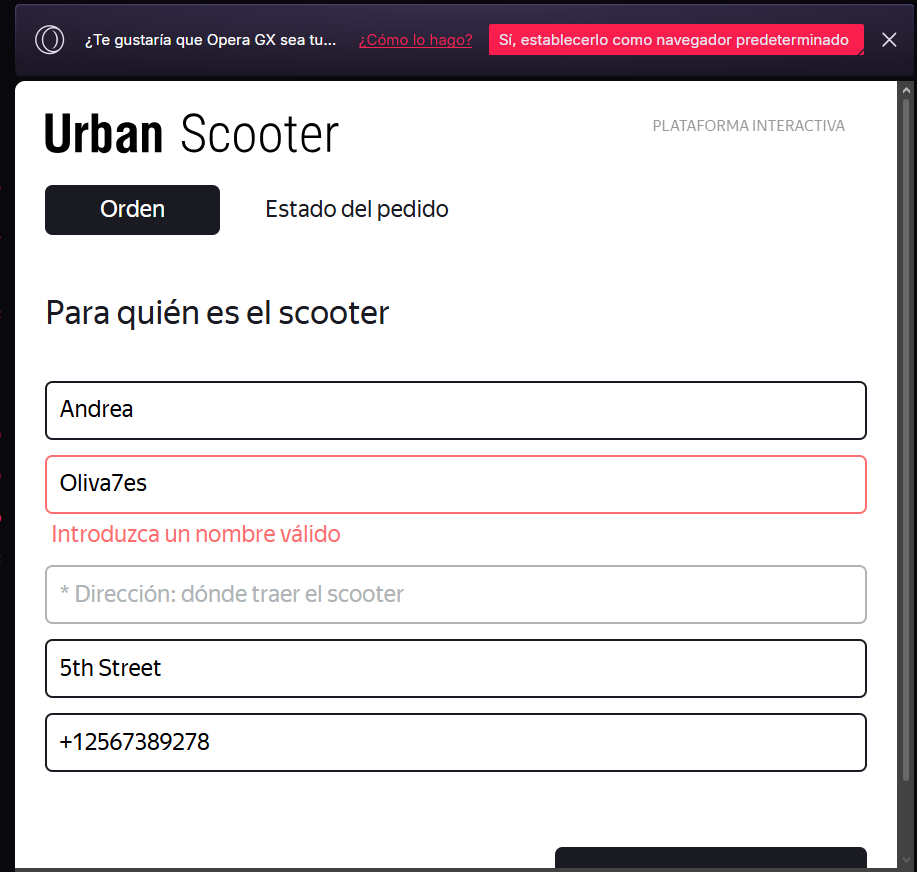 ¿Te gustaría que Opera GX sea tu... ¿Cómo lo hago? Sí, establecerlo como navegador predeterminado
Urban Scooter
PLATAFORMA INTERACTIVA
Orden Estado del pedido
Para quién es el scooter
Andrea
Oliva7es
Introduzca un nombre válido
* Dirección: dónde traer el scooter
5th Street
+12567389278